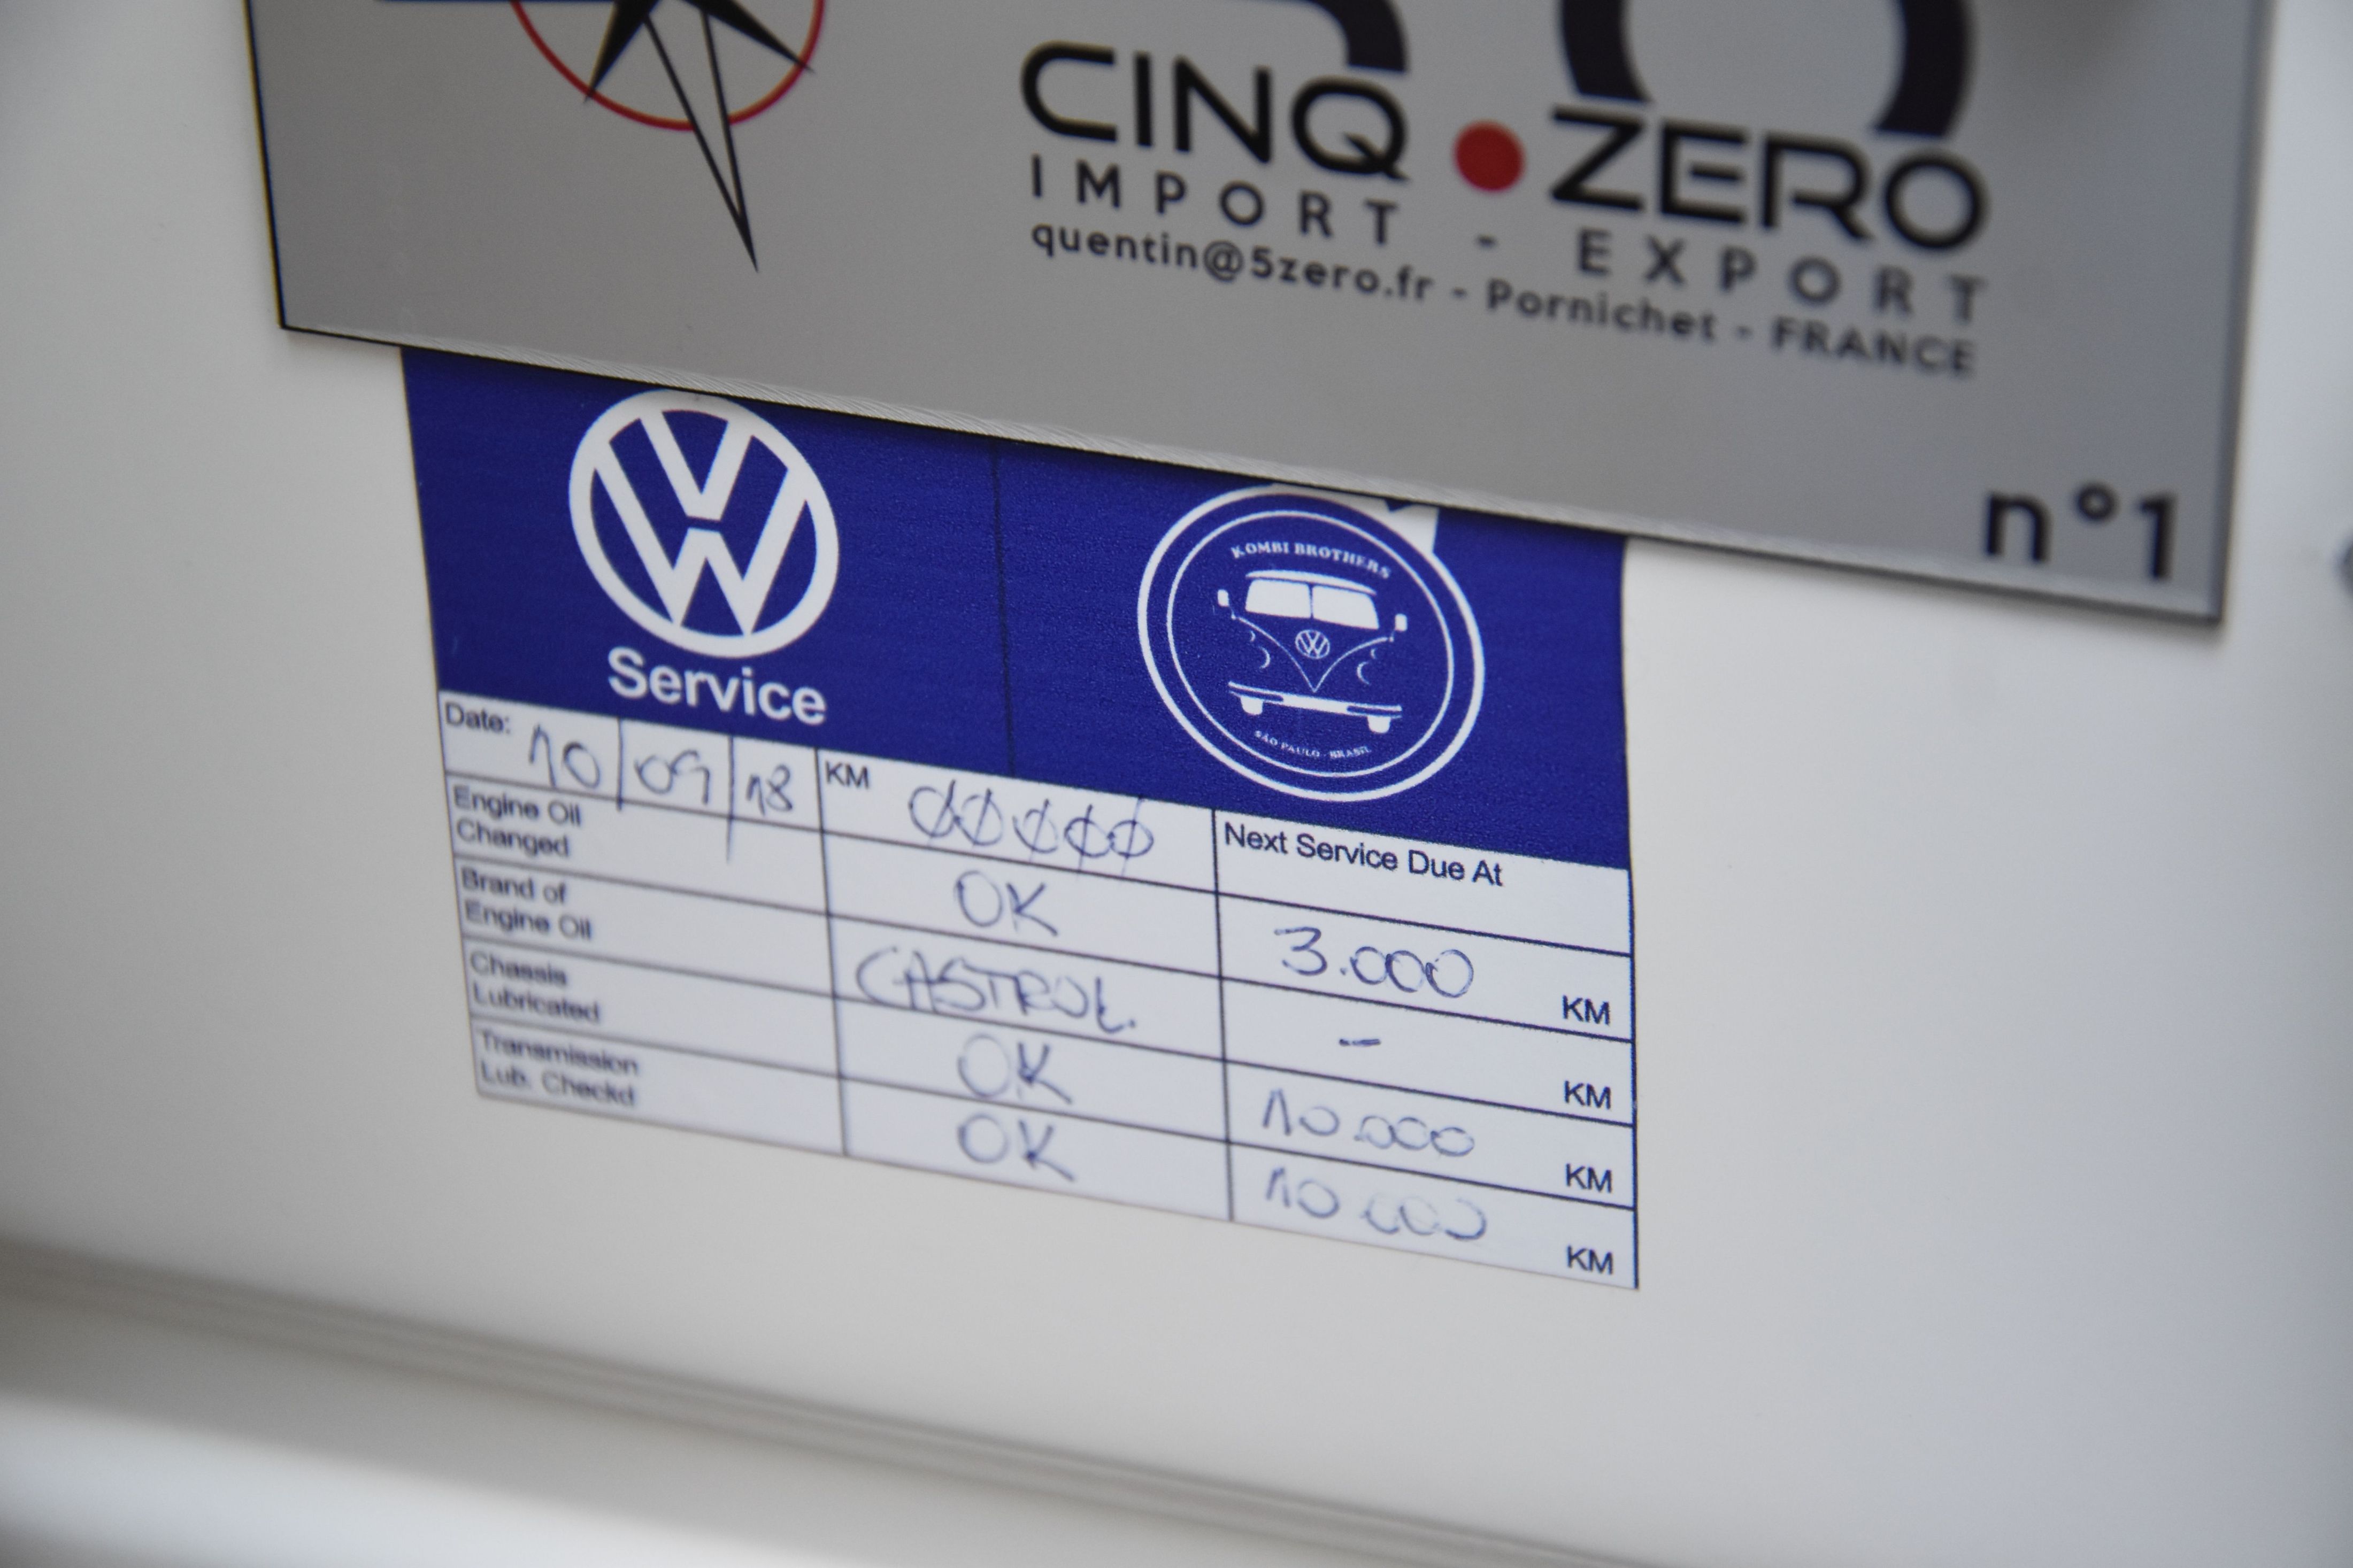 CINQ ZERO
IMPORT - EXPORT
quentin@5zero.fr - Pornichet - FRANCE
n°1
VW
Service
KOMBI BROTHERS
SÃO PAULO - BRASIL
Date: 10/09/18 KM 00000 Next Service Due At
Engine Oil Changed OK 3.000 KM
Brand of Engine Oil CASTROL. - KM
Chassis Lubricated OK 10.000 KM
Transmission Lub. Checkd OK 10.000 KM